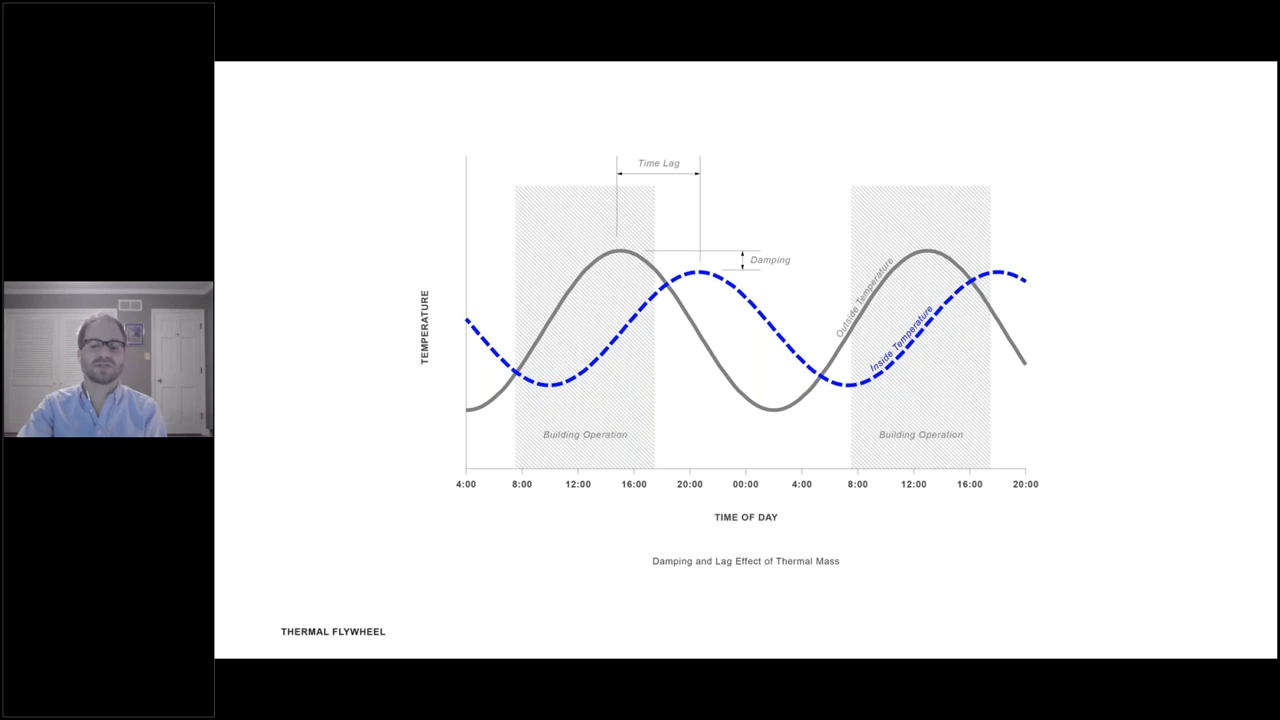 Time Lag
Damping
Outside Temperature
Inside Temperature
TEMPERATURE
Building Operation
Building Operation
4:00 8:00 12:00 16:00 20:00 00:00 4:00 8:00 12:00 16:00 20:00
TIME OF DAY
Damping and Lag Effect of Thermal Mass
THERMAL FLYWHEEL